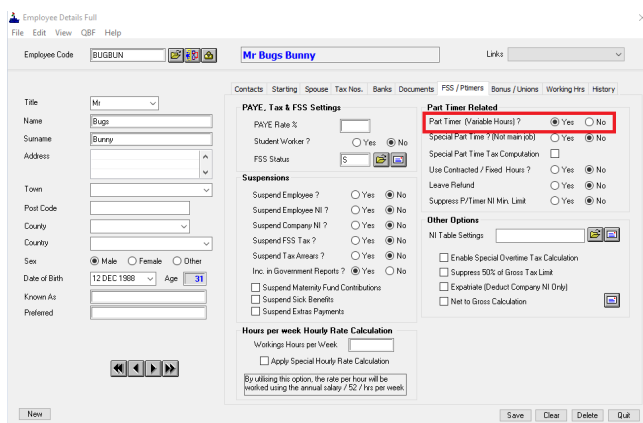 Employee Details Full
File Edit View QBF Help
Employee Code BUGBUN Mr Bugs Bunny Links
Contacts Starting Spouse Tax Nos. Banks Documents FSS / Ptimers Bonus / Unions Working Hrs History
Title Mr
Name Bugs
Surname Bunny
Address
Town
Post Code
County
Country
Sex Male Female Other
Date of Birth 12 DEC 1988 Age 31
Known As
Preferred
New
PAYE, Tax & FSS Settings
PAYE Rate %
Student Worker ? Yes No
FSS Status S
Suspensions
Suspend Employee ? Yes No
Suspend Employee NI ? Yes No
Suspend Company NI ? Yes No
Suspend FSS Tax ? Yes No
Suspend Tax Arrears ? Yes No
Inc. in Government Reports ? Yes No
Suspend Maternity Fund Contributions
Suspend Sick Benefits
Suspend Extras Payments
Hours per week Hourly Rate Calculation
Workings Hours per Week
Apply Special Hourly Rate Calculation
By utilising this option, the rate per hour will be
worked using the annual salary / 52 / hrs per week
Part Timer Related
Part Timer (Variable Hours) ? Yes No
Special Part Time ? (Not main job) Yes No
Special Part Time Tax Computation
Use Contracted / Fixed Hours ? Yes No
Leave Refund Yes No
Suppress P/Timer NI Min. Limit Yes No
Other Options
NI Table Settings
Enable Special Overtime Tax Calculation
Suppress 50% of Gross Tax Limit
Expatriate (Deduct Company NI Only)
Net to Gross Calculation
Save Clear Delete Quit